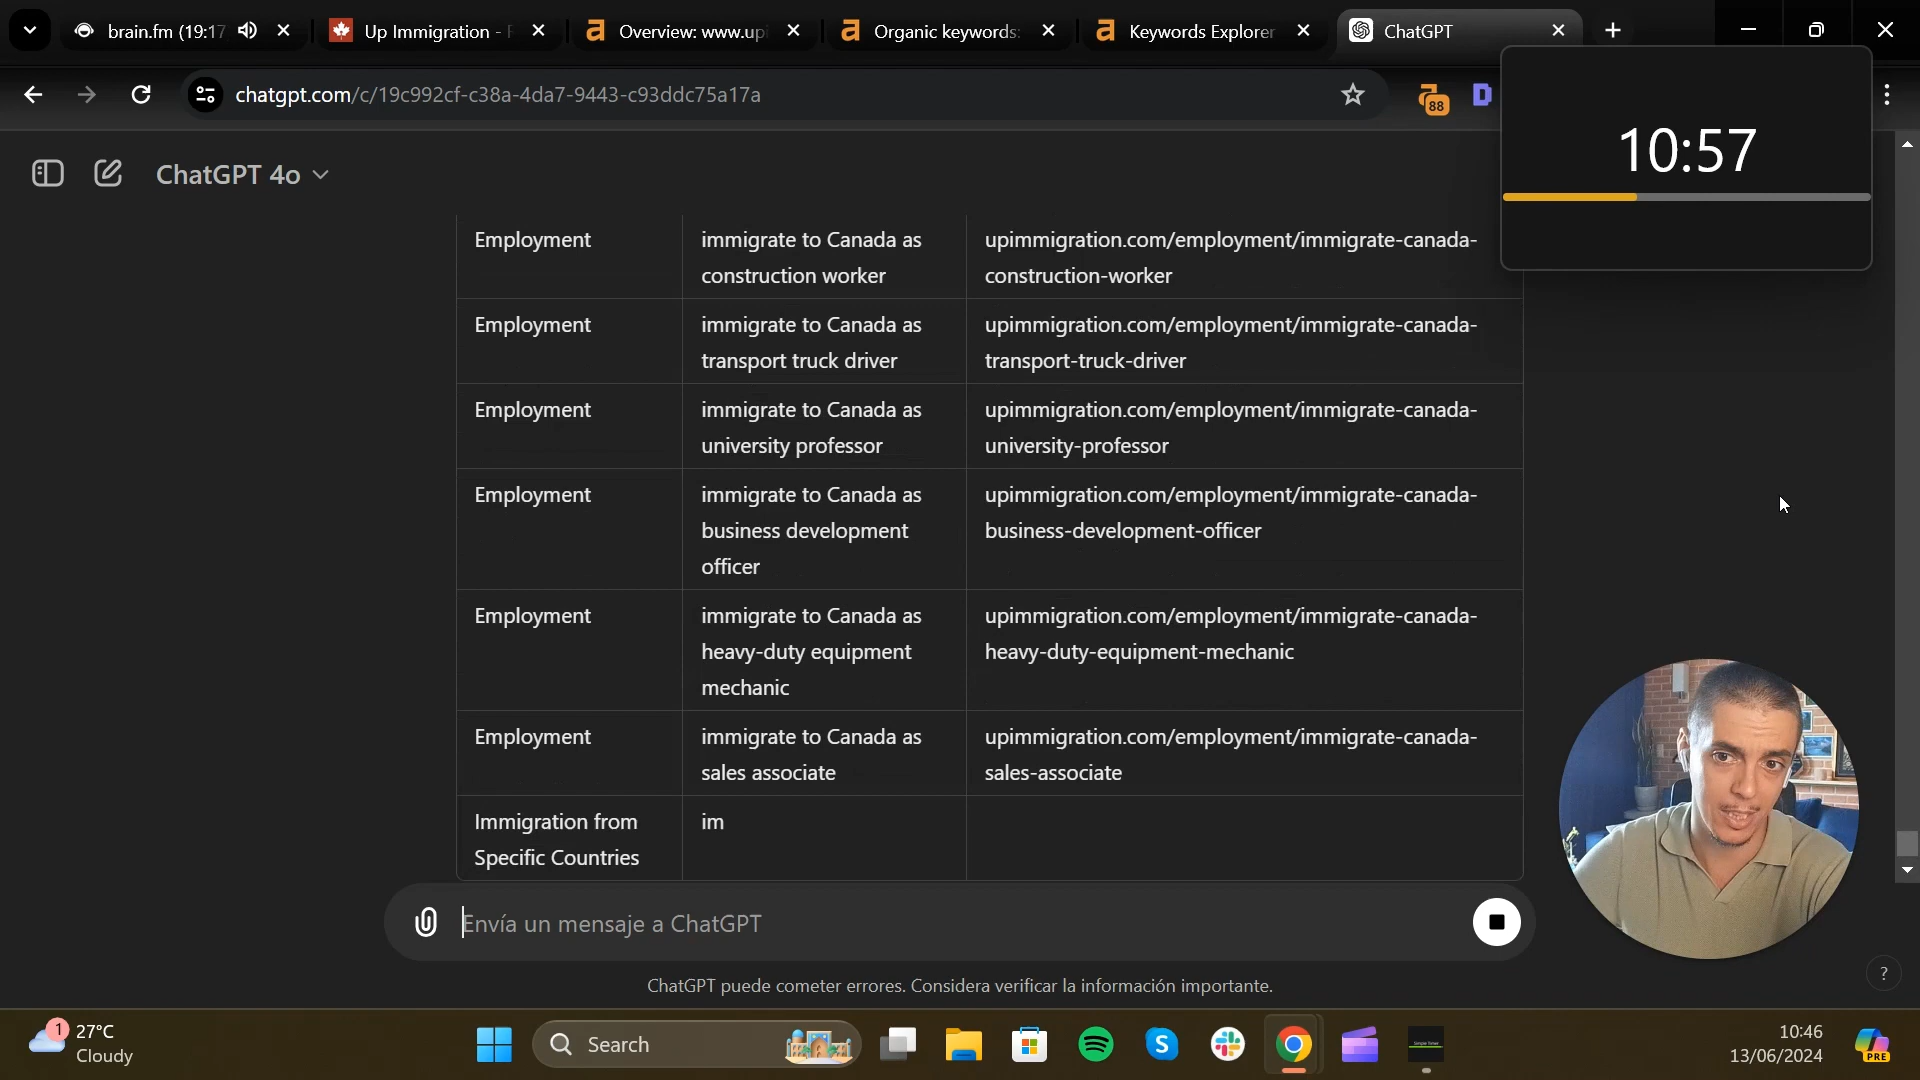 brain.fm (19:17
Up Immigration -
Overview: www.upi
Organic keywords:
Keywords Explorer
ChatGPT
chatgpt.com/c/19c992cf-c38a-4da7-9443-c93ddc75a17a
88
10:57
ChatGPT 4o
Employment
immigrate to Canada as
construction worker
upimmigration.com/employment/immigrate-canada-
construction-worker
Employment
immigrate to Canada as
transport truck driver
upimmigration.com/employment/immigrate-canada-
transport-truck-driver
Employment
immigrate to Canada as
university professor
upimmigration.com/employment/immigrate-canada-
university-professor
Employment
immigrate to Canada as
business development
officer
upimmigration.com/employment/immigrate-canada-
business-development-officer
Employment
immigrate to Canada as
heavy-duty equipment
mechanic
upimmigration.com/employment/immigrate-canada-
heavy-duty-equipment-mechanic
Employment
immigrate to Canada as
sales associate
upimmigration.com/employment/immigrate-canada-
sales-associate
Immigration from
Specific Countries
im
Envía un mensaje a ChatGPT
ChatGPT puede cometer errores. Considera verificar la información importante.
?
1
27°C
Cloudy
Search
10:46
13/06/2024
PRE